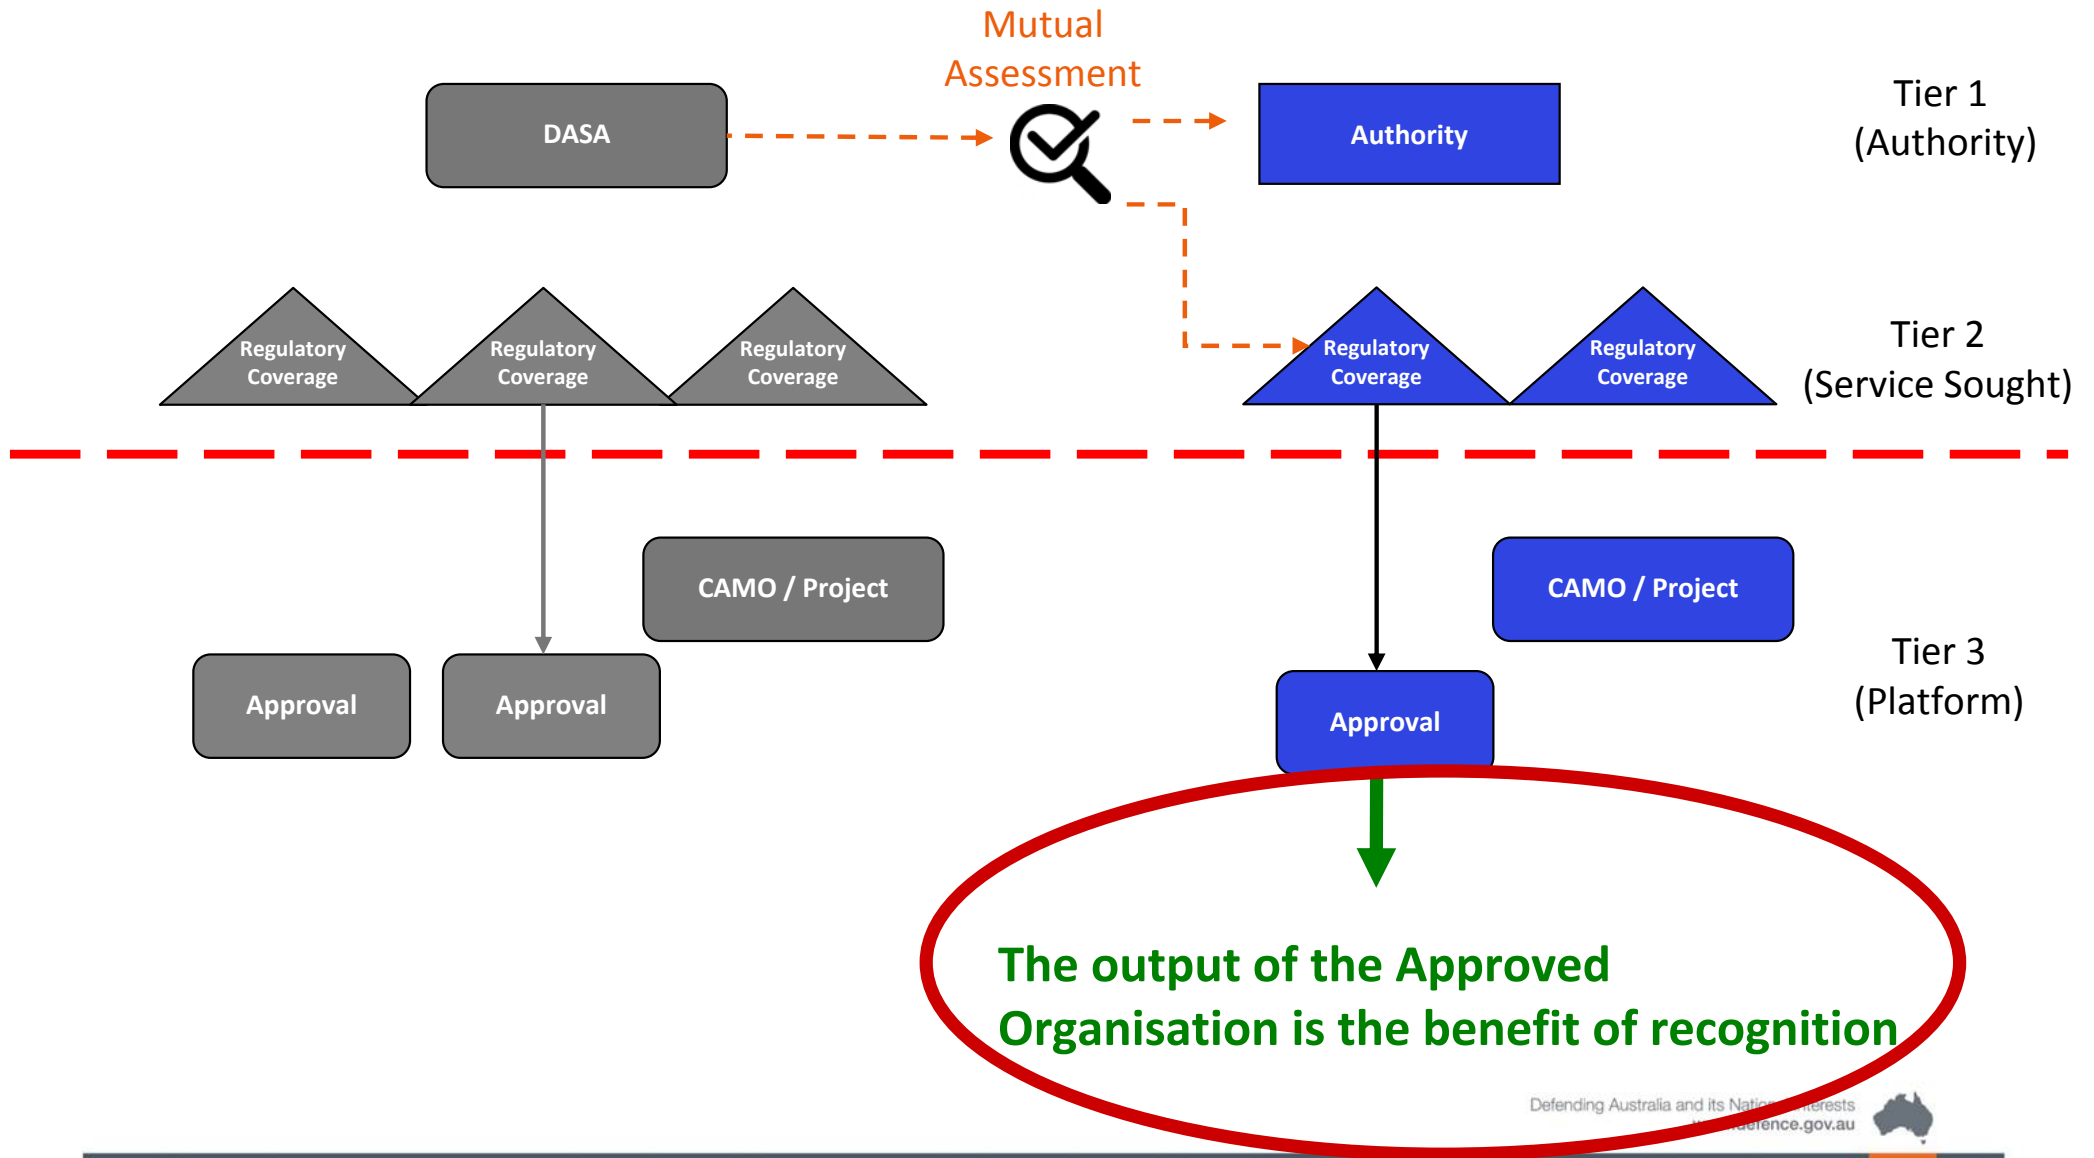 Mutual
Assessment
DASA
Authority
Tier 1
(Authority)
Regulatory
Coverage
Regulatory
Coverage
Regulatory
Coverage
Regulatory
Coverage
Regulatory
Coverage
Tier 2
(Service Sought)
CAMO / Project
CAMO / Project
Approval
Approval
Approval
Tier 3
(Platform)
The output of the Approved
Organisation is the benefit of recognition
Defending Australia and its